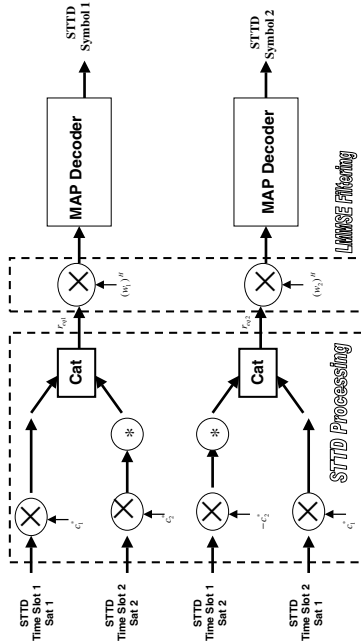 STTD
Time Slot 1
Sat 1
c₁*
STTD
Time Slot 2
Sat 2
c₂
*
Cat
r_eq1
(w₁)^H
MAP Decoder
STTD
Symbol 1
STTD
Time Slot 1
Sat 2
-c₂*
*
STTD
Time Slot 2
Sat 1
c₁*
Cat
r_eq2
(w₂)^H
MAP Decoder
STTD
Symbol 2
STTD Processing
LMMSE Filtering